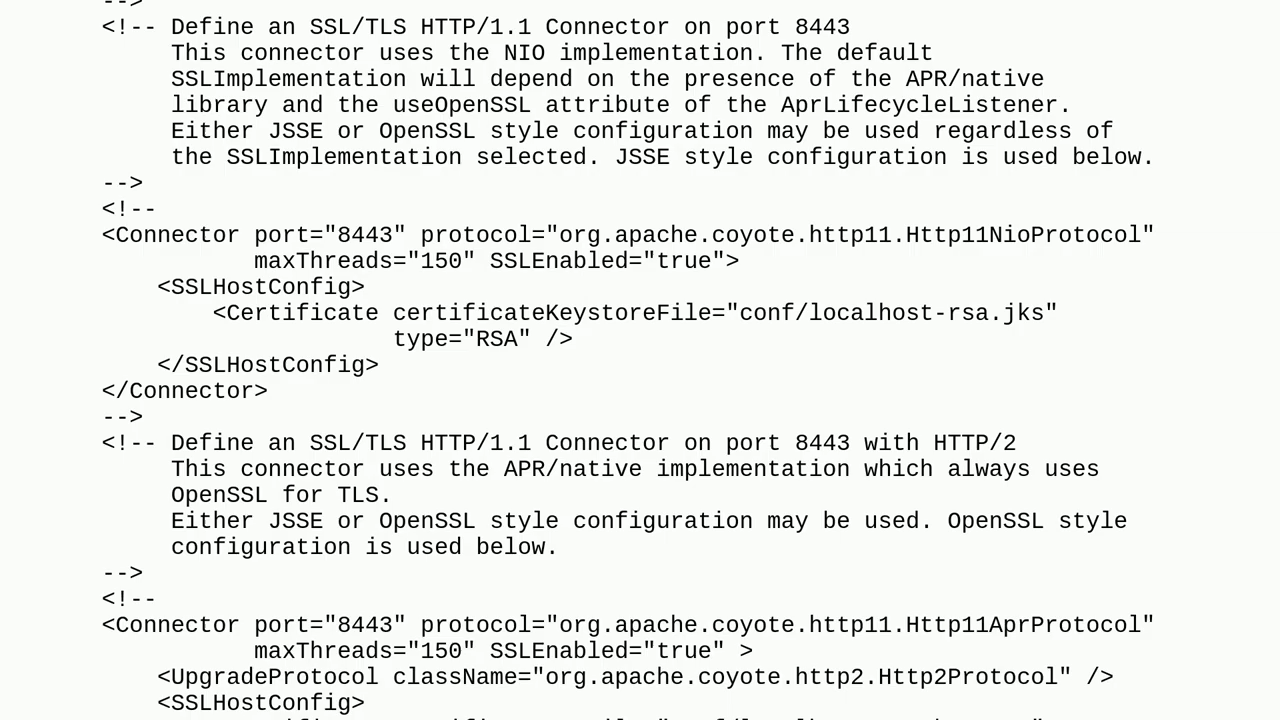 -->
<!-- Define an SSL/TLS HTTP/1.1 Connector on port 8443
This connector uses the NIO implementation. The default
SSLImplementation will depend on the presence of the APR/native
library and the useOpenSSL attribute of the AprLifecycleListener.
Either JSSE or OpenSSL style configuration may be used regardless of
the SSLImplementation selected. JSSE style configuration is used below.
-->
<!--
<Connector port="8443" protocol="org.apache.coyote.http11.Http11NioProtocol"
maxThreads="150" SSLEnabled="true">
<SSLHostConfig>
<Certificate certificateKeystoreFile="conf/localhost-rsa.jks"
type="RSA" />
</SSLHostConfig>
</Connector>
-->
<!-- Define an SSL/TLS HTTP/1.1 Connector on port 8443 with HTTP/2
This connector uses the APR/native implementation which always uses
OpenSSL for TLS.
Either JSSE or OpenSSL style configuration may be used. OpenSSL style
configuration is used below.
-->
<!--
<Connector port="8443" protocol="org.apache.coyote.http11.Http11AprProtocol"
maxThreads="150" SSLEnabled="true" >
<UpgradeProtocol className="org.apache.coyote.http2.Http2Protocol" />
<SSLHostConfig>